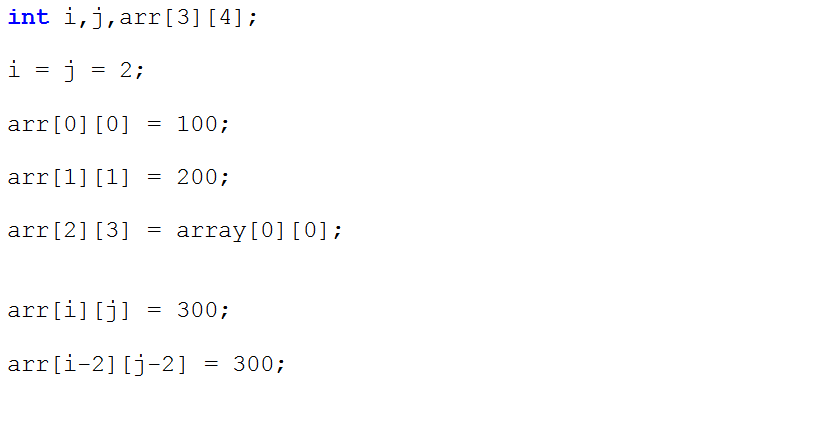 int i,j,arr[3][4];
i = j = 2;
arr[0][0] = 100;
arr[1][1] = 200;
arr[2][3] = array[0][0];
arr[i][j] = 300;
arr[i-2][j-2] = 300;